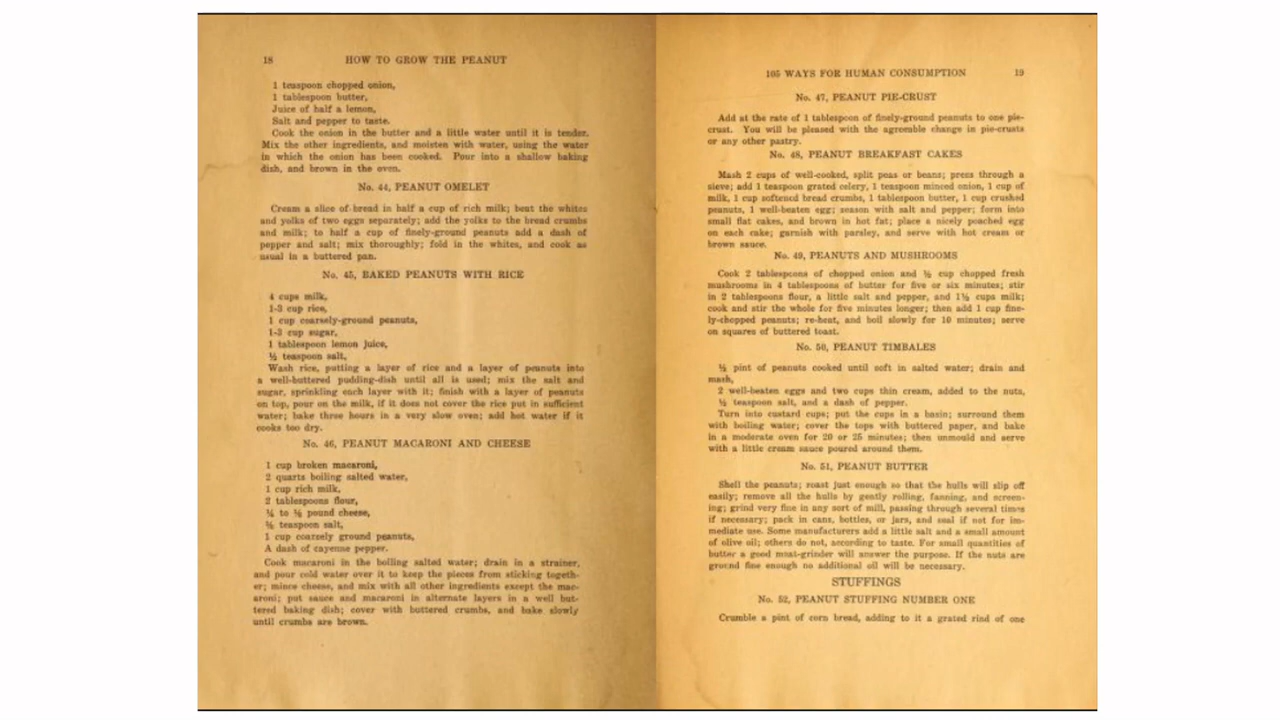 18 HOW TO GROW THE PEANUT
1 teaspoon chopped onion,
1 tablespoon butter,
Juice of half a lemon,
Salt and pepper to taste.
Cook the onion in the butter and a little water until it is tender.
Mix the other ingredients, and moisten with water, using the water
in which the onion has been cooked. Pour into a shallow baking
dish, and brown in the oven.
No. 44, PEANUT OMELET
Cream a slice of bread in half a cup of rich milk; beat the whites
and yolks of two eggs separately; add the yolks to the bread crumbs
and milk; to half a cup of finely-ground peanuts add a dash of
pepper and salt; mix thoroughly; fold in the whites, and cook as
usual in a buttered pan.
No. 45, BAKED PEANUTS WITH RICE
4 cups milk,
1-3 cup rice,
1 cup coarsely-ground peanuts,
1-3 cup sugar,
1 tablespoon lemon juice,
½ teaspoon salt,
Wash rice, putting a layer of rice and a layer of peanuts into
a well-buttered pudding-dish until all is used; mix the salt and
sugar, sprinkling each layer with it; finish with a layer of peanuts
on top, pour on the milk, if it does not cover the rice put in sufficient
water; bake three hours in a very slow oven; add hot water if it
cooks too dry.
No. 46, PEANUT MACARONI AND CHEESE
1 cup broken macaroni,
2 quarts boiling salted water,
1 cup rich milk,
2 tablespoons flour,
¼ to ½ pound cheese,
½ teaspoon salt,
1 cup coarsely ground peanuts,
A dash of cayenne pepper.
Cook macaroni in the boiling salted water; drain in a strainer,
and pour cold water over it to keep the pieces from sticking togeth-
er; mince cheese, and mix with all other ingredients except the mac-
aroni; put sauce and macaroni in alternate layers in a well but-
tered baking dish; cover with buttered crumbs, and bake slowly
until crumbs are brown.
105 WAYS FOR HUMAN CONSUMPTION 19
No. 47, PEANUT PIE-CRUST
Add at the rate of 1 tablespoon of finely-ground peanuts to one pie-
crust. You will be pleased with the agreeable change in pie-crusts
or any other pastry.
No. 48, PEANUT BREAKFAST CAKES
Mash 2 cups of well-cooked, split peas or beans; press through a
sieve; add 1 teaspoon grated celery, 1 teaspoon minced onion, 1 cup of
milk, 1 cup softened bread crumbs, 1 tablespoon butter, 1 cup crushed
peanuts, 1 well-beaten egg; season with salt and pepper; form into
small flat cakes, and brown in hot fat; place a nicely poached egg
on each cake; garnish with parsley, and serve with hot cream or
brown sauce.
No. 49, PEANUTS AND MUSHROOMS
Cook 2 tablespoons of chopped onion and ½ cup chopped fresh
mushrooms in 4 tablespoons of butter for five or six minutes; stir
in 2 tablespoons flour, a little salt and pepper, and 1½ cups milk;
cook and stir the whole for five minutes longer; then add 1 cup fine-
ly-chopped peanuts; re-heat, and boil slowly for 10 minutes; serve
on squares of buttered toast.
No. 50, PEANUT TIMBALES
½ pint of peanuts cooked until soft in salted water; drain and
mash,
2 well-beaten eggs and two cups thin cream, added to the nuts,
½ teaspoon salt, and a dash of pepper.
Turn into custard cups; put the cups in a basin; surround them
with boiling water; cover the tops with buttered paper, and bake
in a moderate oven for 20 or 25 minutes; then unmould and serve
with a little cream sauce poured around them.
No. 51, PEANUT BUTTER
Shell the peanuts; roast just enough so that the hulls will slip off
easily; remove all the hulls by gently rolling, fanning, and screen-
ing; grind very fine in any sort of mill, passing through several times
if necessary; pack in cans, bottles, or jars, and seal if not for im-
mediate use. Some manufacturers add a little salt and a small amount
of olive oil; others do not, according to taste. For small quantities of
butter a good meat-grinder will answer the purpose. If the nuts are
ground fine enough no additional oil will be necessary.
STUFFINGS
No. 52, PEANUT STUFFING NUMBER ONE
Crumble a pint of corn bread, adding to it a grated rind of one